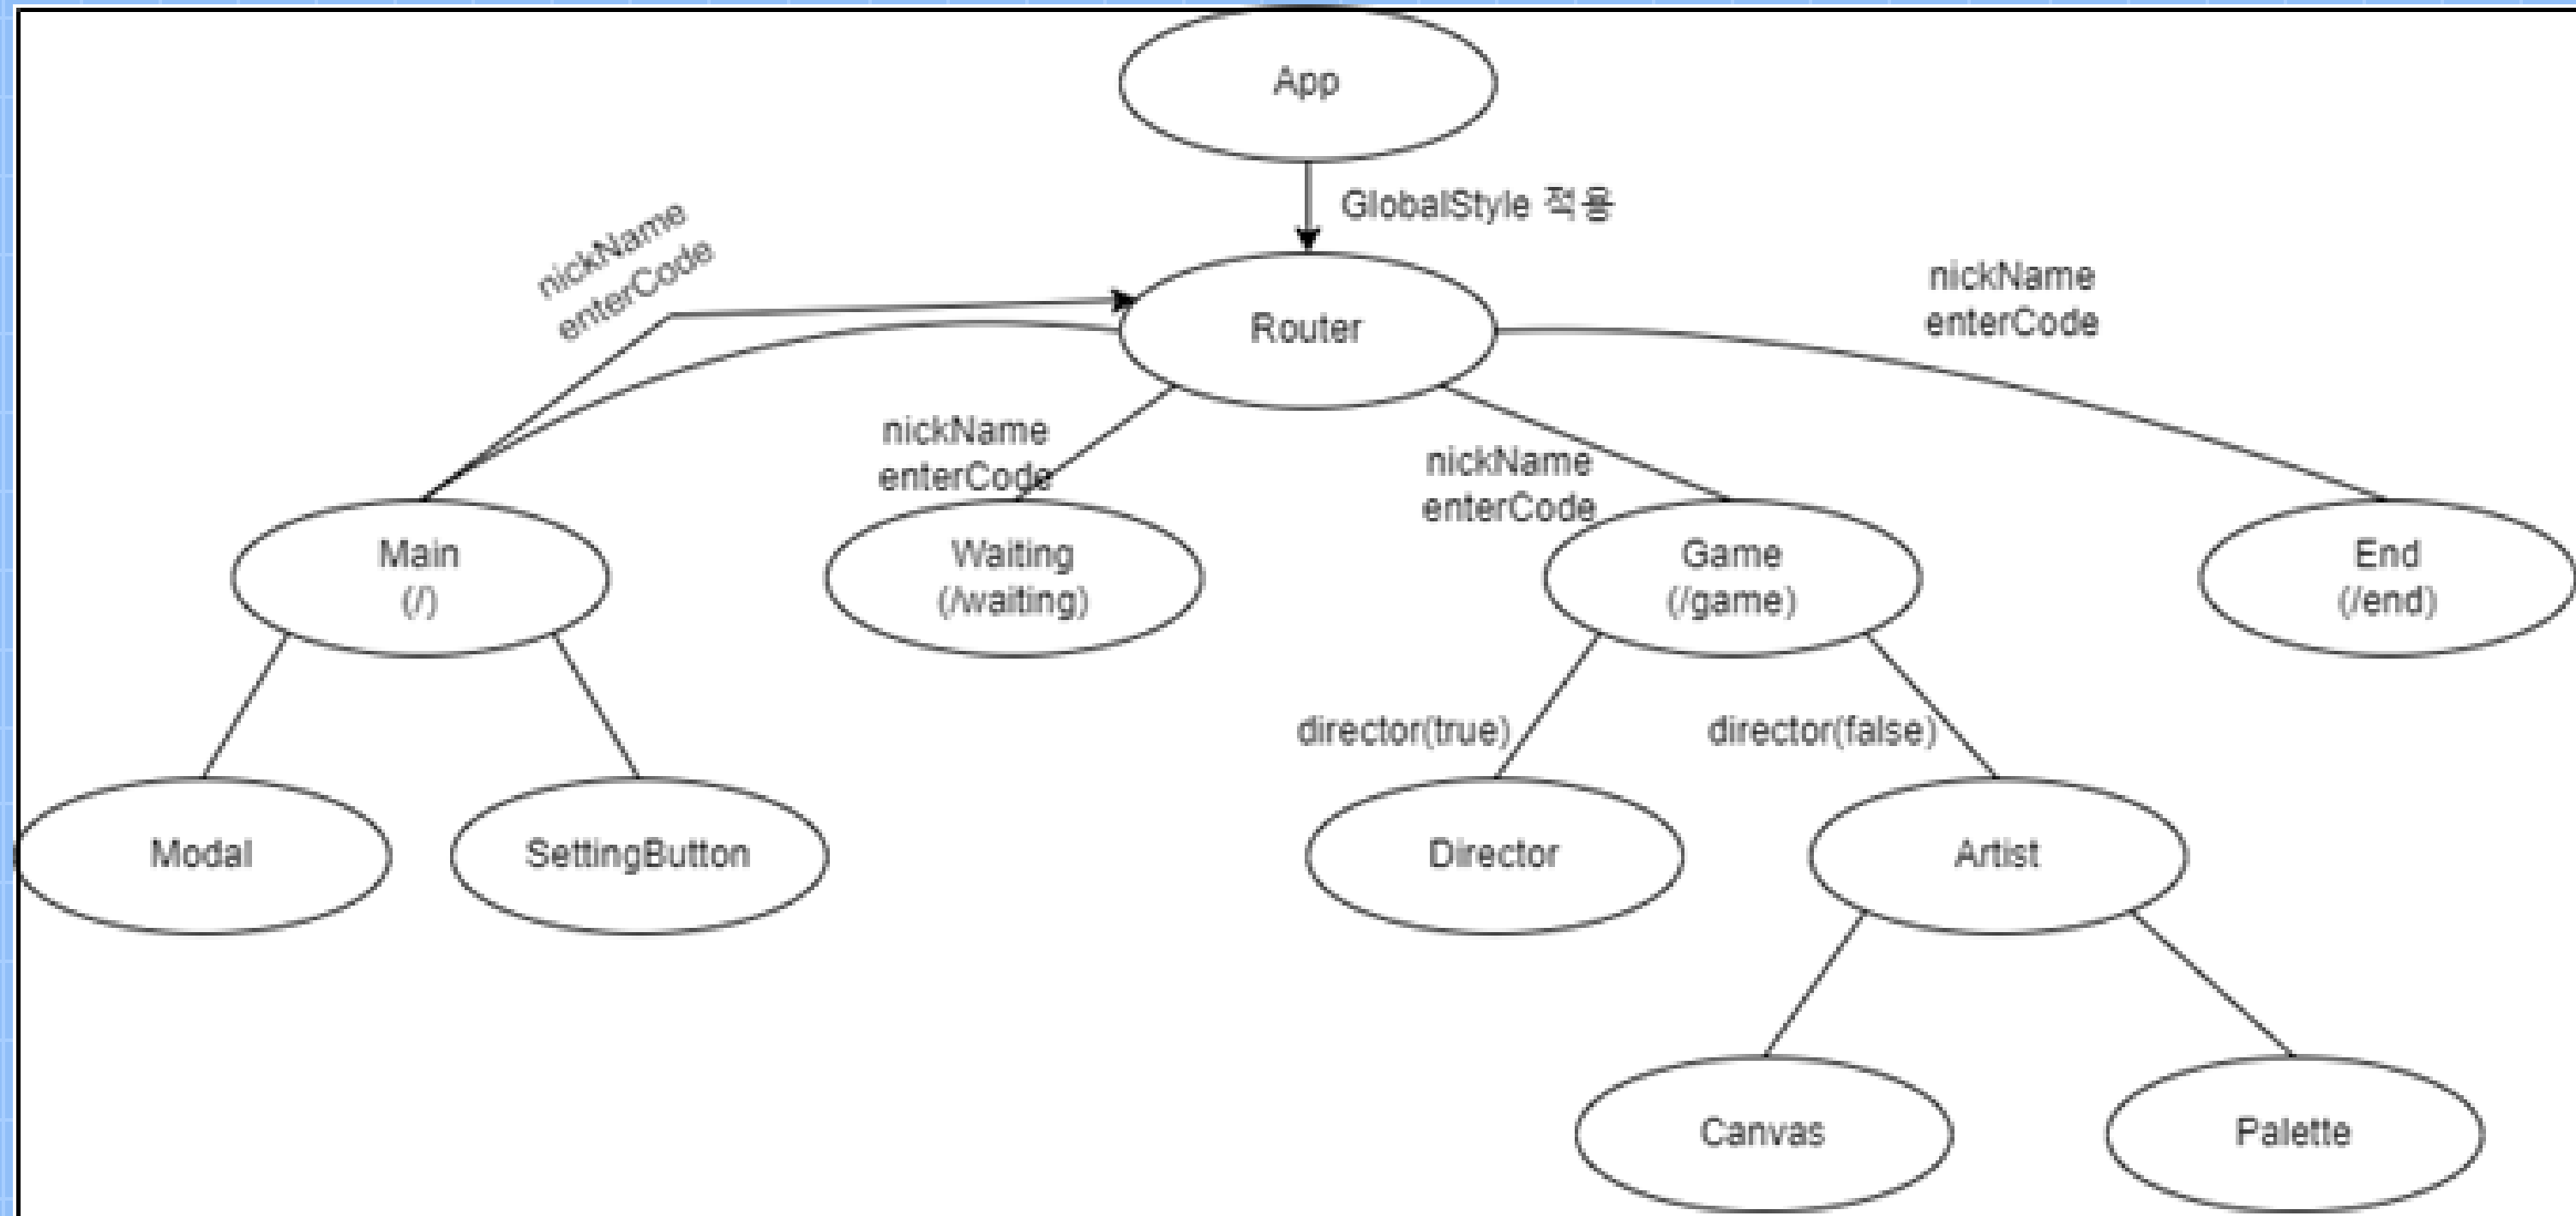 App
GlobalStyle 적용
nickName
enterCode
Router
nickName
enterCode
nickName
enterCode
nickName
enterCode
Main
(/)
Waiting
(/waiting)
Game
(/game)
End
(/end)
director(true)
director(false)
Modal
SettingButton
Director
Artist
Canvas
Palette